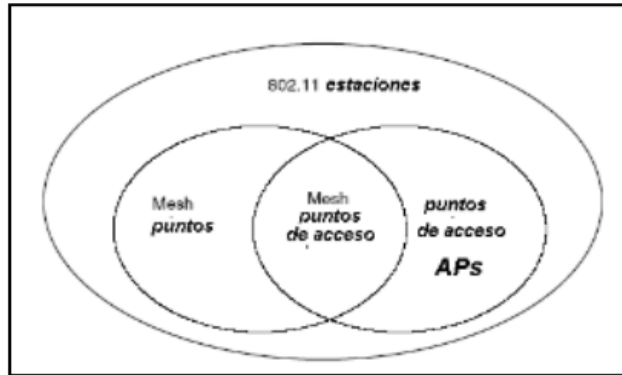 802.11 estaciones
Mesh
puntos
Mesh
puntos
de acceso
puntos
de acceso
APs